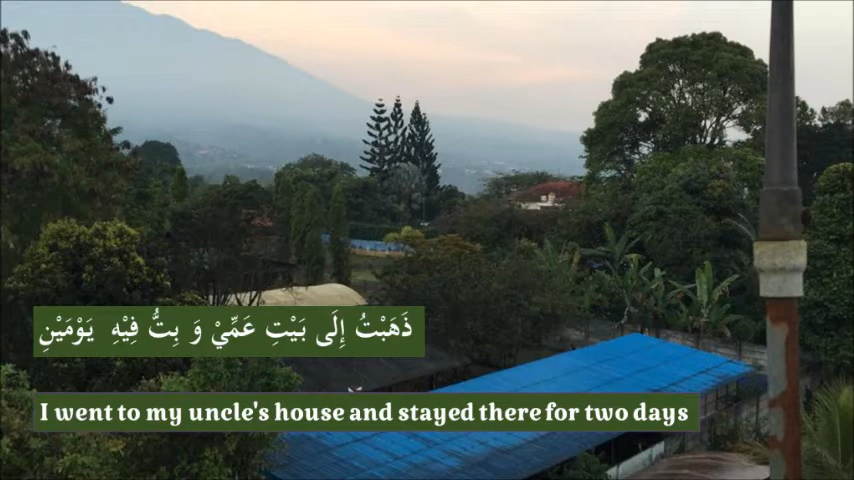 ذَهَبْتُ إِلَى بَيْتِ عَمِّيْ وَ بِتُّ فِيْهِ يَوْمَيْنِ
I went to my uncle's house and stayed there for two days